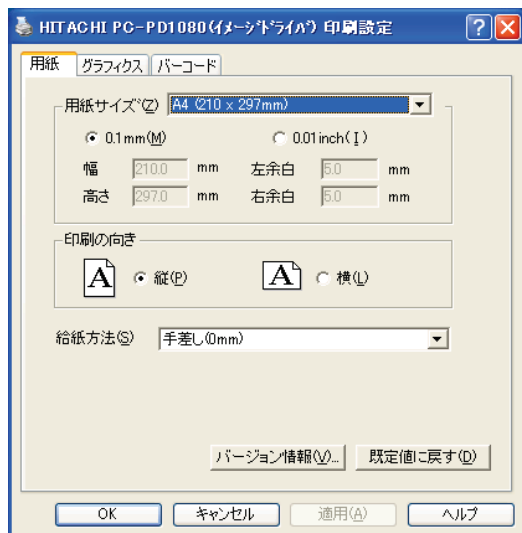 HITACHI PC-PD1080(イメージドライバ) 印刷設定
用紙 グラフィクス バーコード
用紙サイズ(Z) A4 (210 x 297mm)
0.1mm(M) 0.01inch(I)
幅 210.0 mm 左余白 5.0 mm
高さ 297.0 mm 右余白 5.0 mm
印刷の向き
A 縦(P) A 横(L)
給紙方法(S) 手差し(0mm)
バージョン情報(V)... 既定値に戻す(D)
OK キャンセル 適用(A) ヘルプ